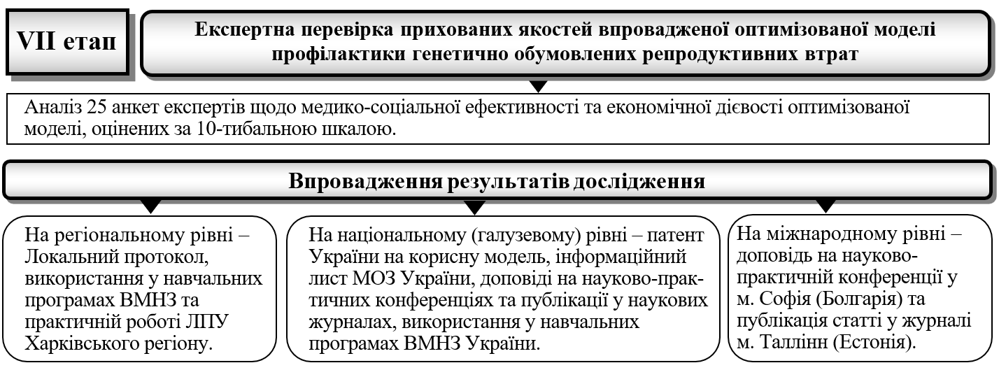 VII етап
Експертна перевірка прихованих якостей впровадженої оптимізованої моделі
профілактики генетично обумовлених репродуктивних втрат
Аналіз 25 анкет експертів щодо медико-соціальної ефективності та економічної дієвості оптимізованої
моделі, оцінених за 10-тибальною шкалою.
Впровадження результатів дослідження
На регіональному рівні –
Локальний протокол,
використання у навчальних
програмах ВМНЗ та
практичній роботі ЛПУ
Харківського регіону.
На національному (галузевому) рівні – патент
України на корисну модель, інформаційний
лист МОЗ України, доповіді на науково-прак-
тичних конференціях та публікації у наукових
журналах, використання у навчальних
програмах ВМНЗ України.
На міжнародному рівні –
доповідь на науково-
практичній конференції у
м. Софія (Болгарія) та
публікація статті у журналі
м. Таллінн (Естонія).